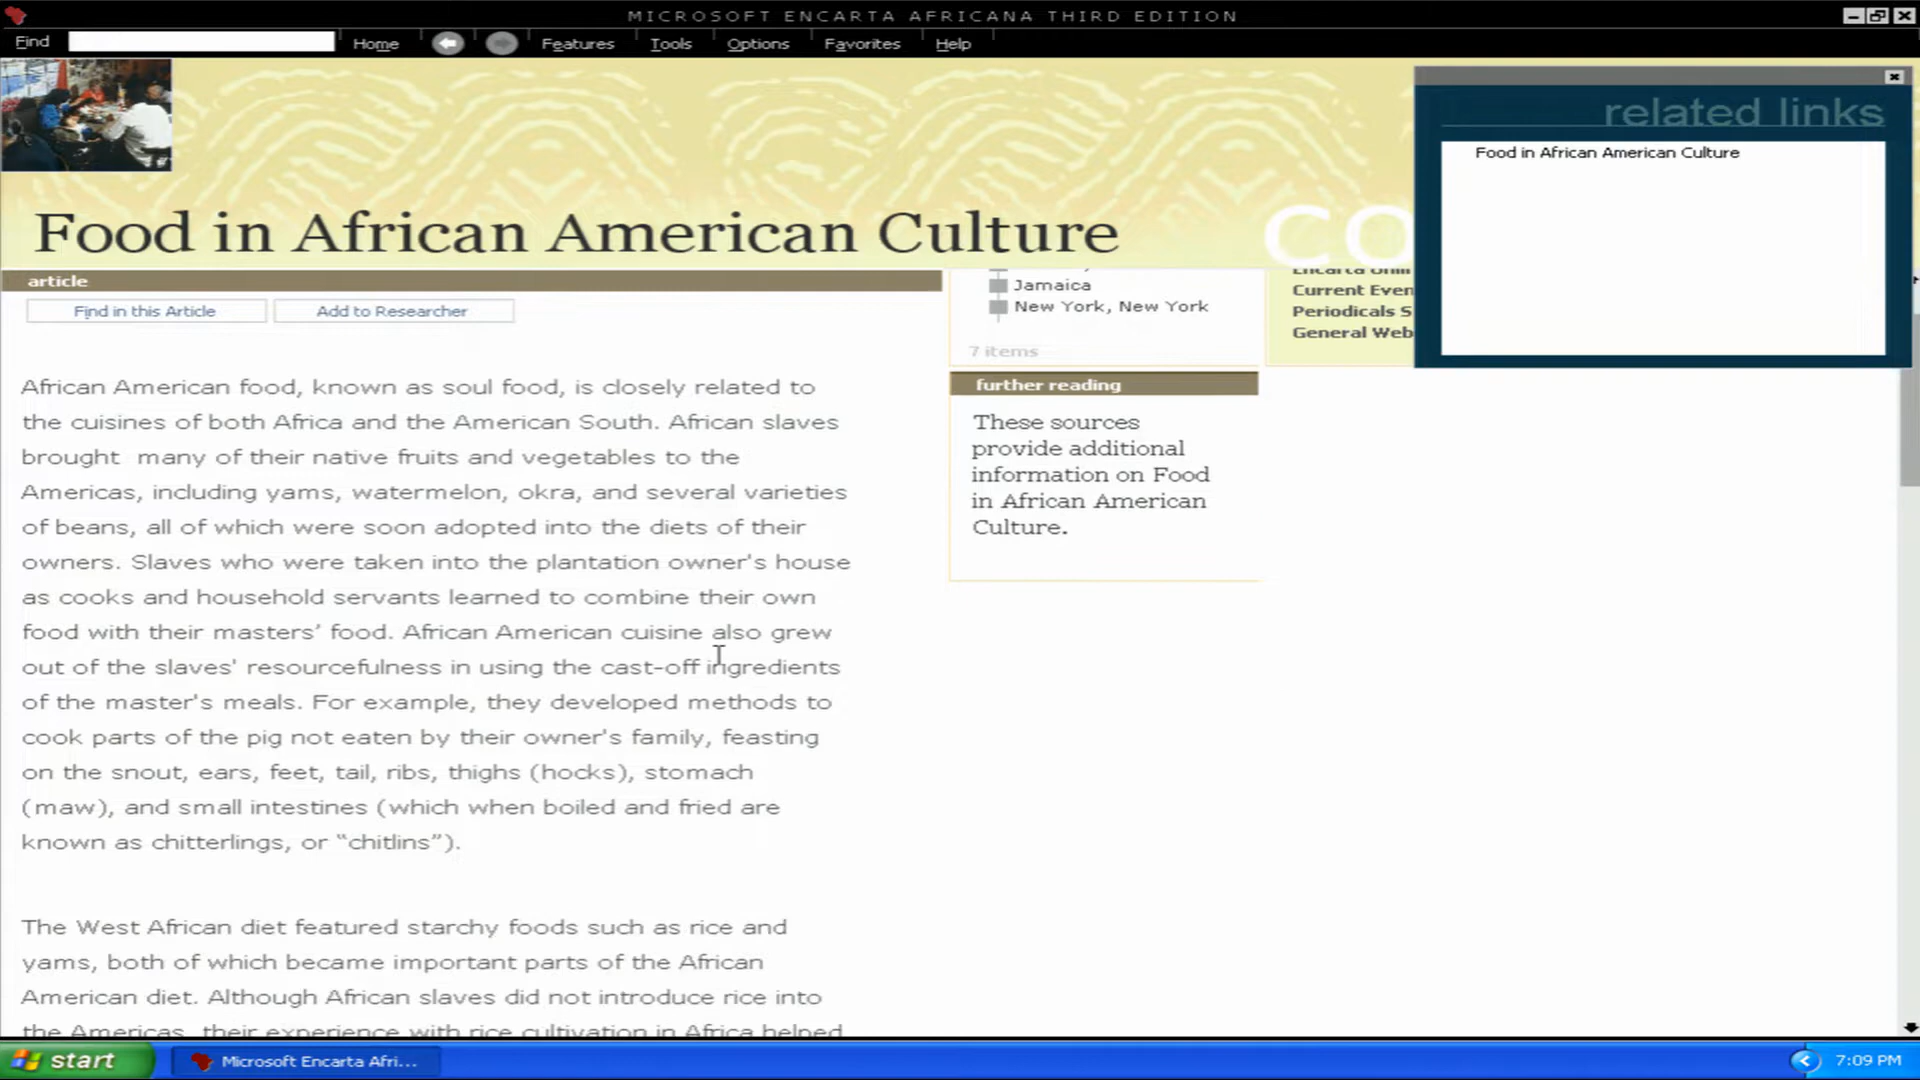 MICROSOFT ENCARTA AFRICANA THIRD EDITION
Find Home Features Tools Options Favorites Help
related links
Food in African American Culture
Food in African American Culture
co
article
Find in this Article Add to Researcher
Jamaica
New York, New York
7 items
Current Even
Periodicals S
General Web
further reading
These sources
provide additional
information on Food
in African American
Culture.
African American food, known as soul food, is closely related to
the cuisines of both Africa and the American South. African slaves
brought  many of their native fruits and vegetables to the
Americas, including yams, watermelon, okra, and several varieties
of beans, all of which were soon adopted into the diets of their
owners. Slaves who were taken into the plantation owner's house
as cooks and household servants learned to combine their own
food with their masters’ food. African American cuisine also grew
out of the slaves' resourcefulness in using the cast-off ingredients
of the master's meals. For example, they developed methods to
cook parts of the pig not eaten by their owner's family, feasting
on the snout, ears, feet, tail, ribs, thighs (hocks), stomach
(maw), and small intestines (which when boiled and fried are
known as chitterlings, or “chitlins”).
The West African diet featured starchy foods such as rice and
yams, both of which became important parts of the African
American diet. Although African slaves did not introduce rice into
the Americas, their experience with rice cultivation in Africa helped
start Microsoft Encarta Afri... 7:09 PM